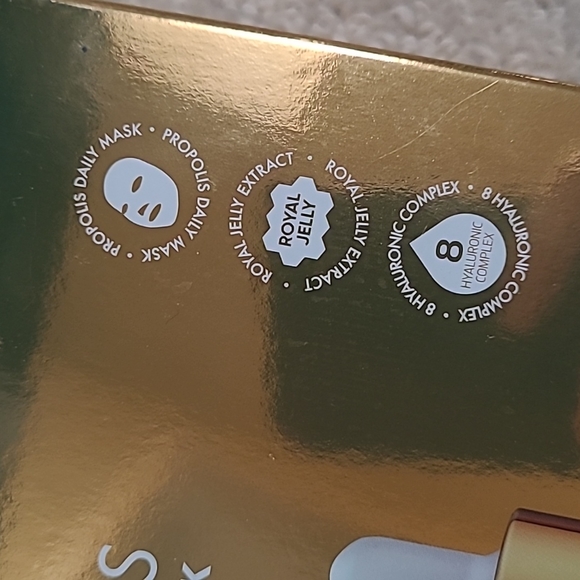 PROPOLIS DAILY MASK • PROPOLIS DAILY MASK •
ROYAL JELLY EXTRACT • ROYAL JELLY EXTRACT •
ROYAL
JELLY
8 HYALURONIC COMPLEX • 8 HYALURONIC COMPLEX •
8
HYALURONIC
COMPLEX